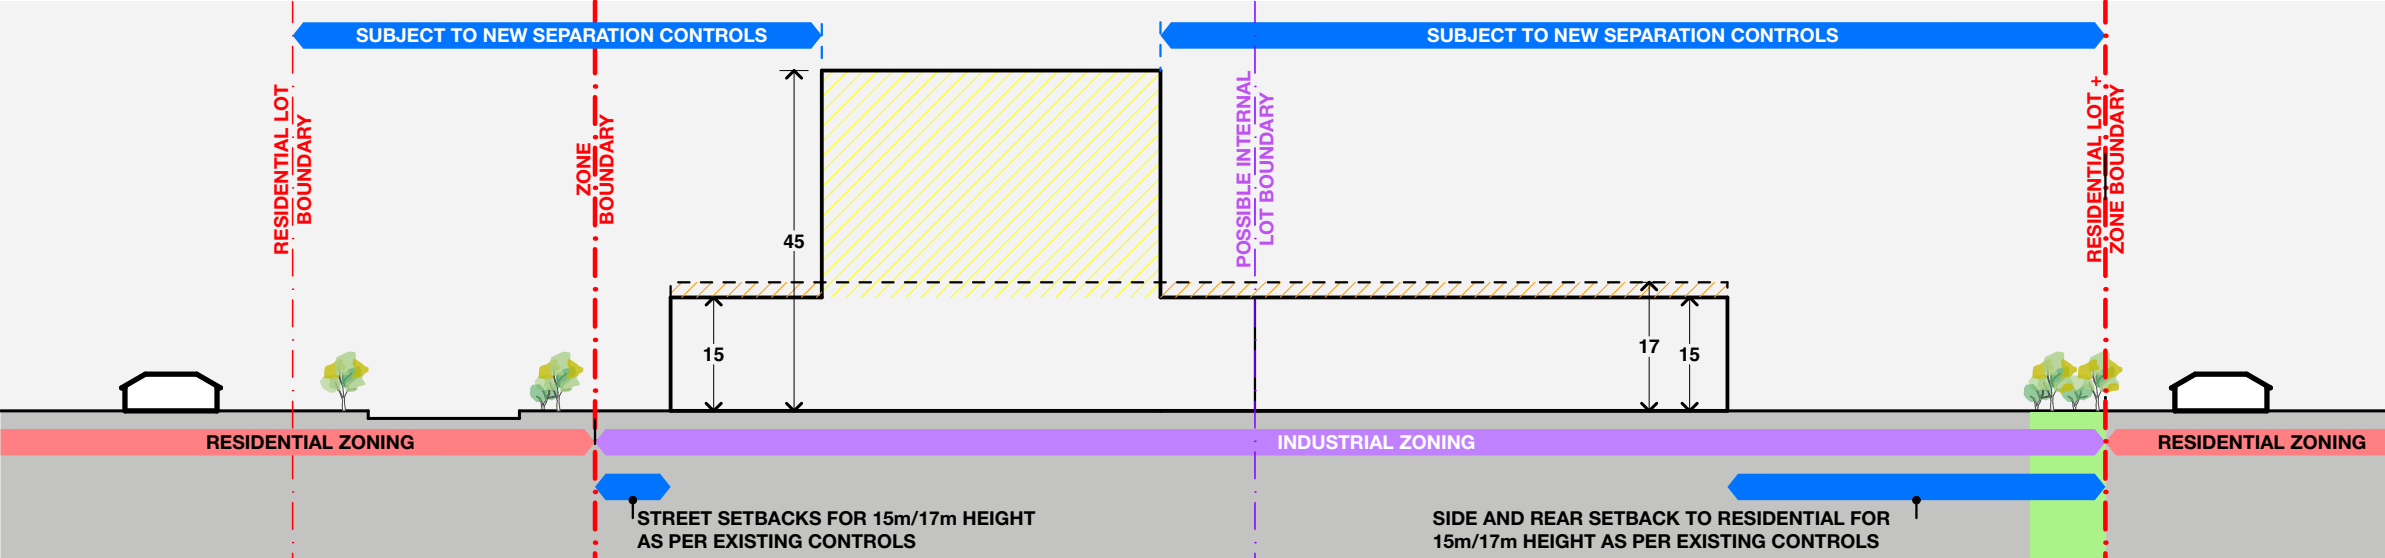 SUBJECT TO NEW SEPARATION CONTROLS
SUBJECT TO NEW SEPARATION CONTROLS
RESIDENTIAL LOT
BOUNDARY
ZONE
BOUNDARY
POSSIBLE INTERNAL
LOT BOUNDARY
RESIDENTIAL LOT +
ZONE BOUNDARY
45
15
17
15
RESIDENTIAL ZONING
INDUSTRIAL ZONING
RESIDENTIAL ZONING
STREET SETBACKS FOR 15m/17m HEIGHT
AS PER EXISTING CONTROLS
SIDE AND REAR SETBACK TO RESIDENTIAL FOR
15m/17m HEIGHT AS PER EXISTING CONTROLS